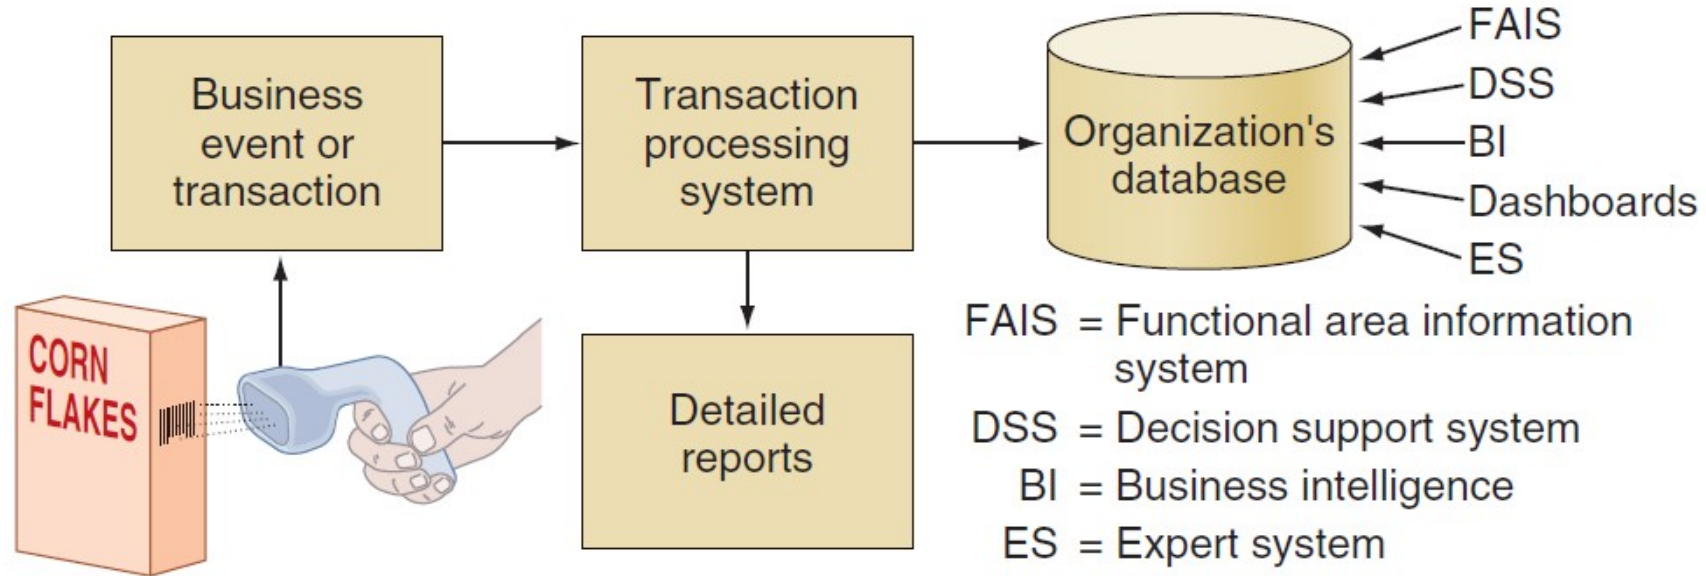 Business
event or
transaction
Transaction
processing
system
Organization's
database
FAIS
DSS
BI
Dashboards
ES
CORN
FLAKES
Detailed
reports
FAIS = Functional area information
system
DSS = Decision support system
BI = Business intelligence
ES = Expert system